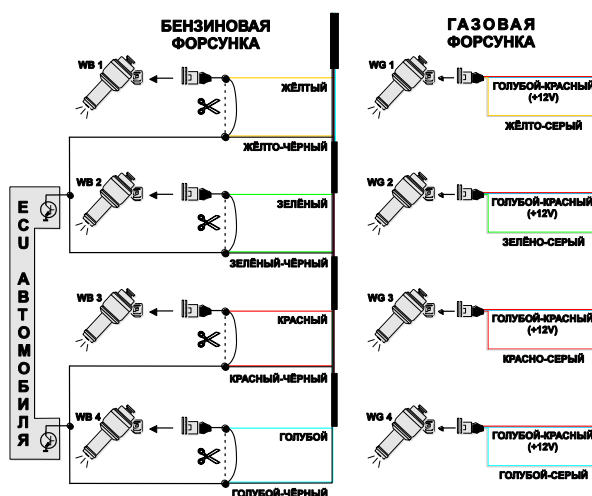 БЕНЗИНОВАЯ
ФОРСУНКА
ГАЗОВАЯ
ФОРСУНКА
WB 1
ЖЁЛТЫЙ
ЖЁЛТО-ЧЁРНЫЙ
WB 2
ЗЕЛЁНЫЙ
ЗЕЛЁНЫЙ-ЧЁРНЫЙ
WB 3
КРАСНЫЙ
КРАСНЫЙ-ЧЁРНЫЙ
WB 4
ГОЛУБОЙ
ГОЛУБОЙ-ЧЁРНЫЙ
ECU АВТОМОБИЛЯ
WG 1
ГОЛУБОЙ-КРАСНЫЙ
(+12V)
ЖЁЛТО-СЕРЫЙ
WG 2
ГОЛУБОЙ-КРАСНЫЙ
(+12V)
ЗЕЛЁНО-СЕРЫЙ
WG 3
ГОЛУБОЙ-КРАСНЫЙ
(+12V)
КРАСНО-СЕРЫЙ
WG 4
ГОЛУБОЙ-КРАСНЫЙ
(+12V)
ГОЛУБОЙ-СЕРЫЙ